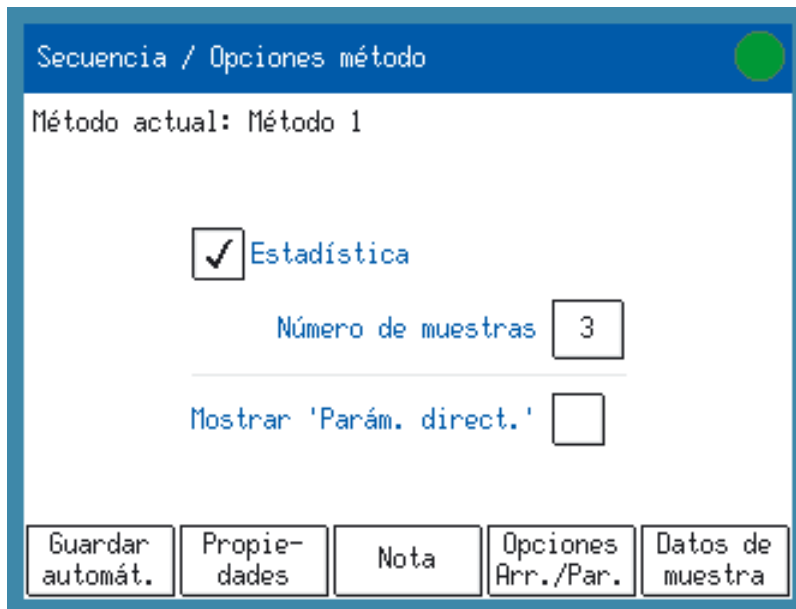 Secuencia / Opciones método
Método actual: Método 1
Estadística
Número de muestras 3
Mostrar 'Parám. direct.'
Guardar automát.
Propie-
dades
Nota
Opciones
Arr./Par.
Datos de
muestra